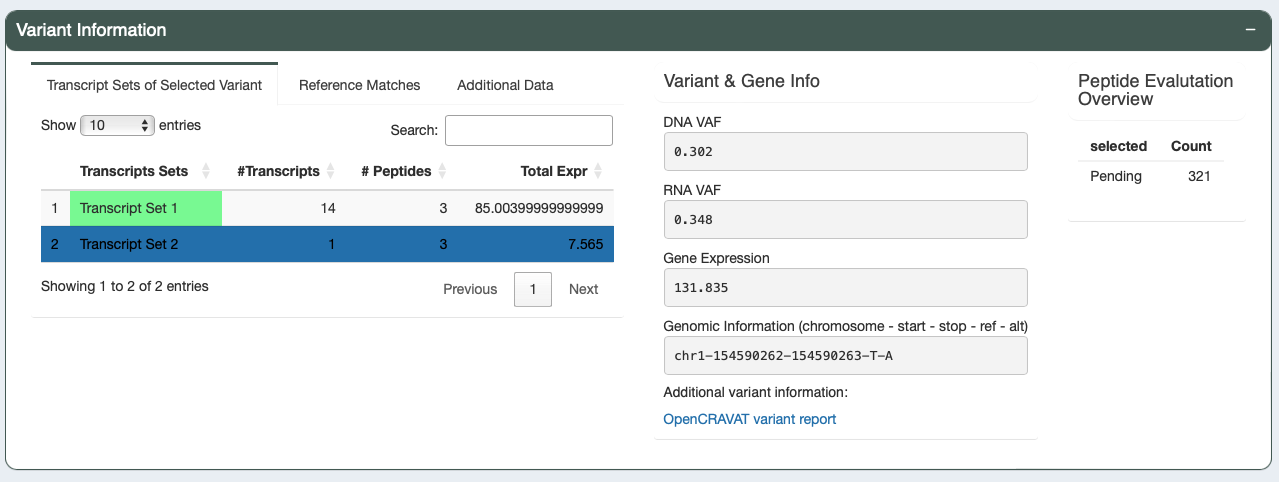 Variant Information
Transcript Sets of Selected Variant Reference Matches Additional Data
Show 10 entries
Search:
Transcripts Sets #Transcripts # Peptides Total Expr
1 Transcript Set 1 14 3 85.00399999999999
2 Transcript Set 2 1 3 7.565
Showing 1 to 2 of 2 entries
Previous 1 Next
Variant & Gene Info
DNA VAF
0.302
RNA VAF
0.348
Gene Expression
131.835
Genomic Information (chromosome - start - stop - ref - alt)
chr1-154590262-154590263-T-A
Additional variant information:
OpenCRAVAT variant report
Peptide Evalutation
Overview
selected Count
Pending 321